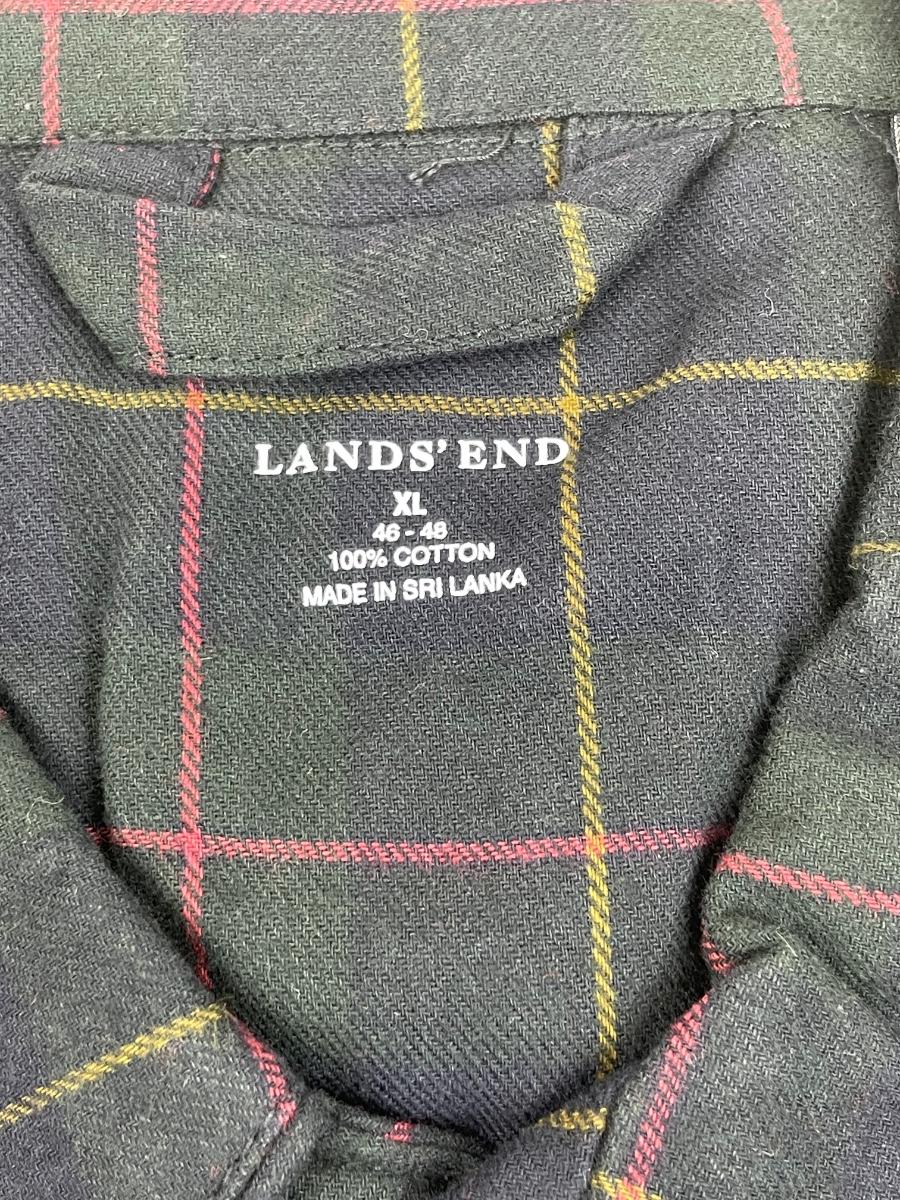 LANDS' END
XL
46 - 48
100% COTTON
MADE IN SRI LANKA